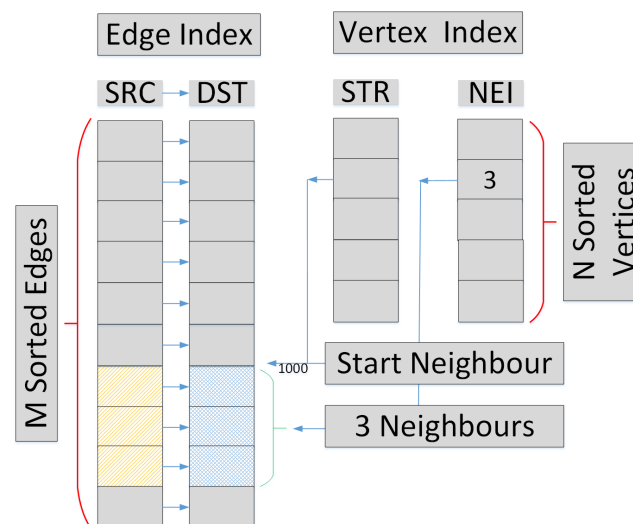 Edge Index
Vertex Index
SRC
DST
STR
NEI
3
M Sorted Edges
N Sorted
Vertices
1000
Start Neighbour
3 Neighbours